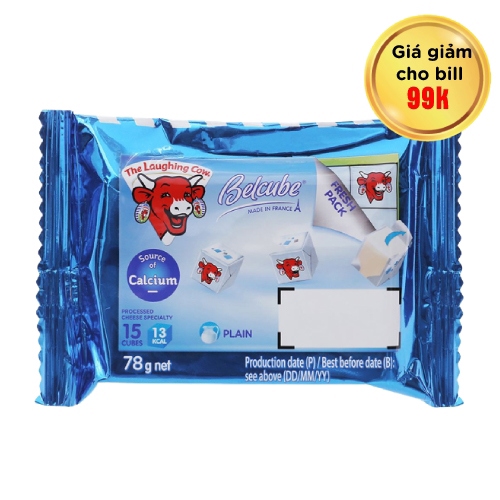 Giá giảm
cho bill
99k
The Laughing Cow
Belcube
MADE IN FRANCE
FRESH
PACK
Source
of
Calcium
PROCESSED
CHEESE SPECIALTY
15
CUBES
13
KCAL
PLAIN
78g net
Production date (P) / Best before date (B):
see above (DD/MM/YY)